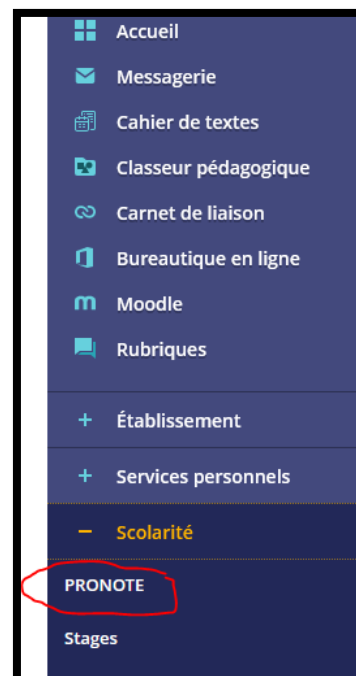 Accueil
Messagerie
Cahier de textes
Classeur pédagogique
Carnet de liaison
Bureautique en ligne
Moodle
Rubriques
+ Établissement
+ Services personnels
− Scolarité
PRONOTE
Stages